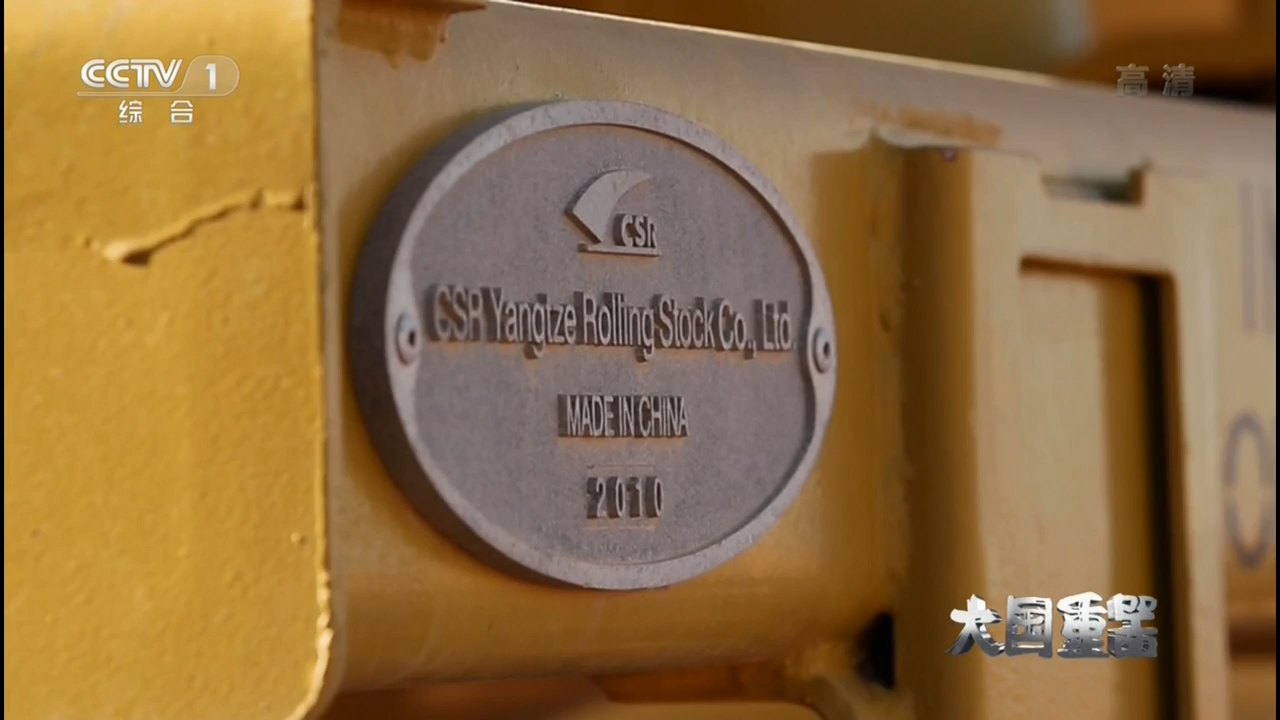 CCTV 1
综合
高清
CSR
CSR Yangtze Rolling Stock Co., Ltd.
MADE IN CHINA
2010
大国重器